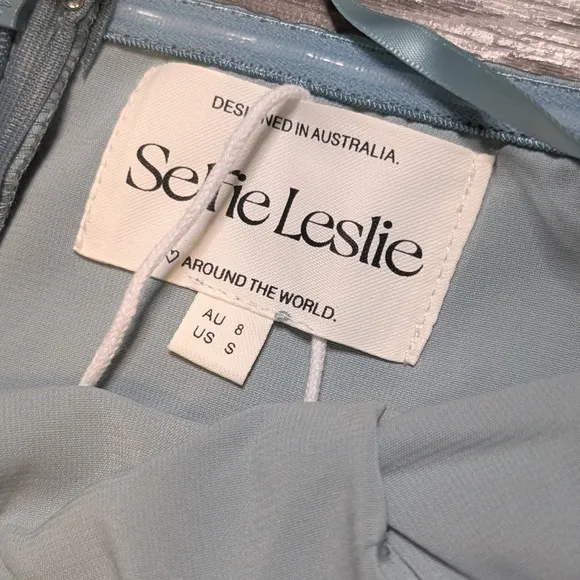 DESIGNED IN AUSTRALIA.
Selfie Leslie
♡ AROUND THE WORLD.
AU 8
US S